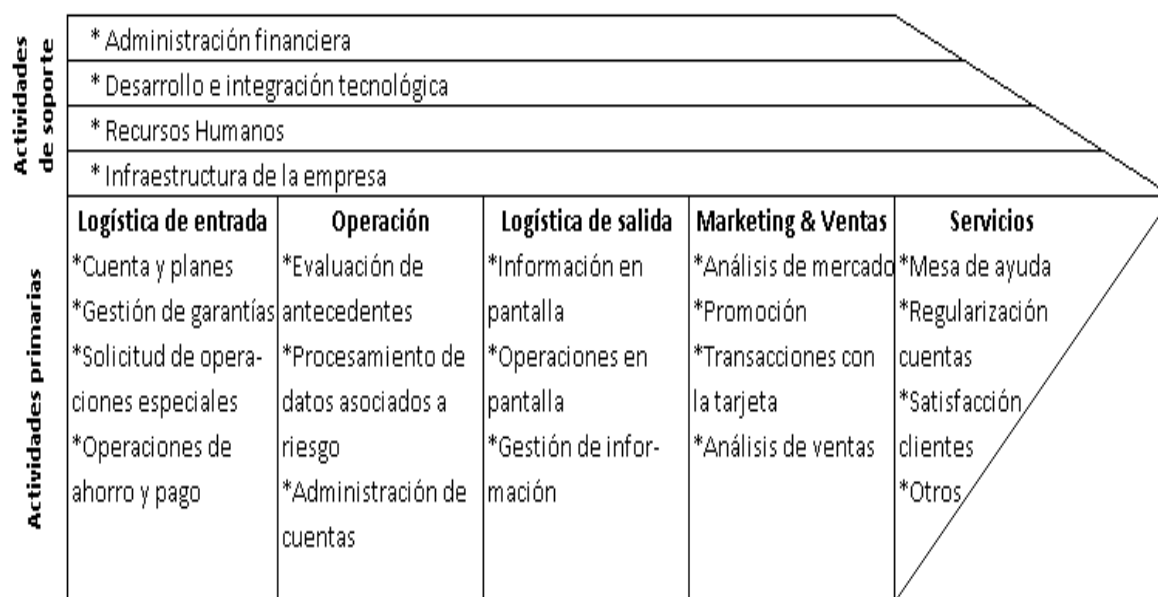 Actividades
de soporte
* Administración financiera
* Desarrollo e integración tecnológica
* Recursos Humanos
* Infraestructura de la empresa
Actividades primarias
Logística de entrada
*Cuenta y planes
*Gestión de garantías
*Solicitud de opera-
ciones especiales
*Operaciones de
ahorro y pago
Operación
*Evaluación de
antecedentes
*Procesamiento de
datos asociados a
riesgo
*Administración de
cuentas
Logística de salida
*Información en
pantalla
*Operaciones en
pantalla
*Gestión de infor-
mación
Marketing & Ventas
*Análisis de mercado
*Promoción
*Transacciones con
la tarjeta
*Análisis de ventas
Servicios
*Mesa de ayuda
*Regularización
cuentas
*Satisfacción
clientes
*Otros